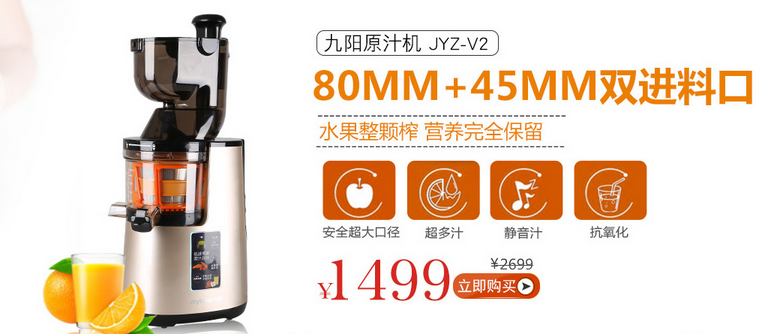 九阳原汁机 JYZ-V2
80MM+45MM双进料口
水果整颗榨 营养完全保留
安全超大口径 超多汁 静音汁 抗氧化
¥1499 ¥2699
立即购买